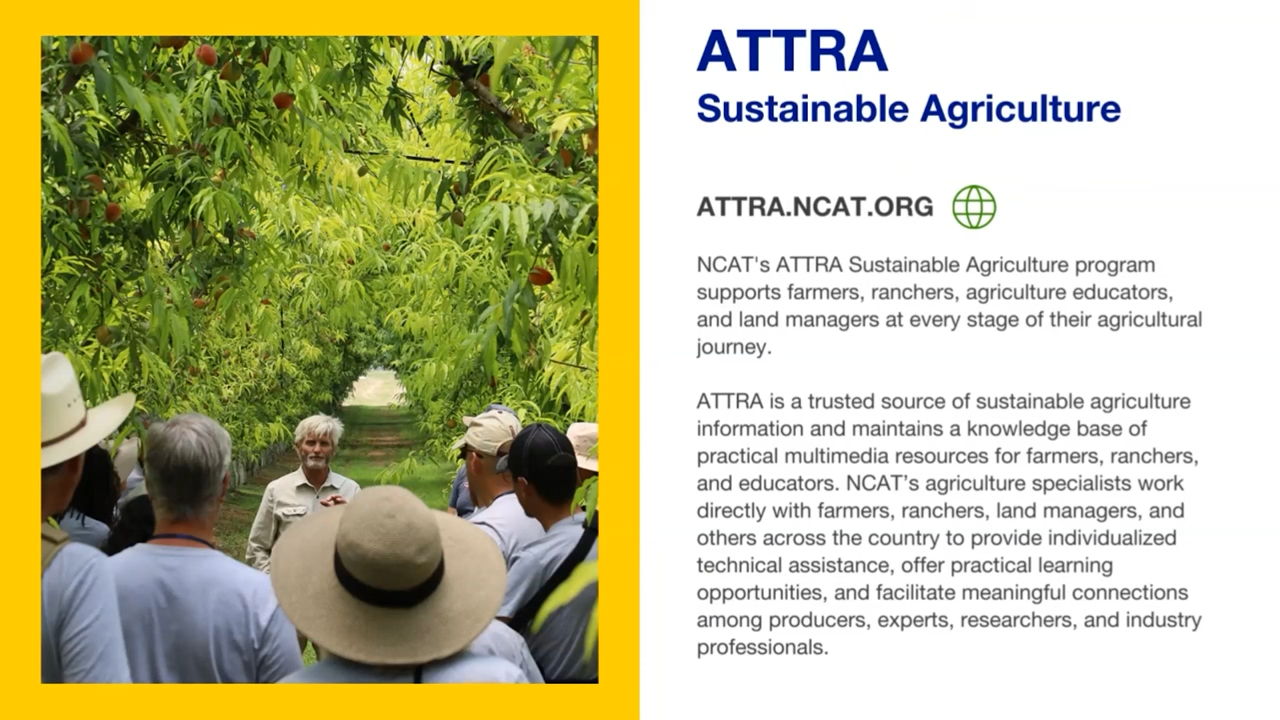 ATTRA
Sustainable Agriculture
ATTRA.NCAT.ORG
NCAT's ATTRA Sustainable Agriculture program
supports farmers, ranchers, agriculture educators,
and land managers at every stage of their agricultural
journey.
ATTRA is a trusted source of sustainable agriculture
information and maintains a knowledge base of
practical multimedia resources for farmers, ranchers,
and educators. NCAT’s agriculture specialists work
directly with farmers, ranchers, land managers, and
others across the country to provide individualized
technical assistance, offer practical learning
opportunities, and facilitate meaningful connections
among producers, experts, researchers, and industry
professionals.